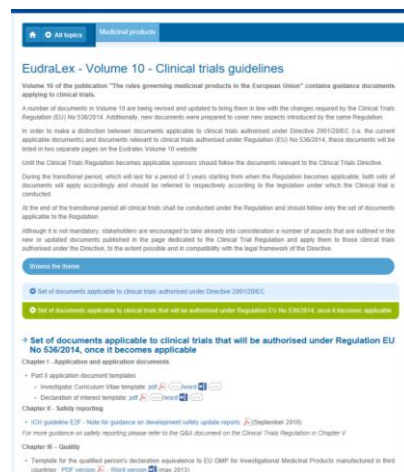 All topics
Medicinal products
EudraLex - Volume 10 - Clinical trials guidelines
Volume 10 of the publication "The rules governing medicinal products in the European Union" contains guidance documents
applying to clinical trials.
A number of documents in Volume 10 are being revised and updated to bring them in line with the changes required by the Clinical Trials
Regulation (EU) No 536/2014. Additionally, new documents were prepared to cover new aspects introduced by the same Regulation.
In order to make a distinction between documents applicable to clinical trials authorised under Directive 2001/20/EC (i.e. the current
applicable documents) and documents relevant to clinical trials authorised under Regulation (EU) No 536/2014, these documents will be
listed in two separate pages on the Eudralex Volume 10 website.
Until the Clinical Trials Regulation becomes applicable sponsors should follow the documents relevant to the Clinical Trials Directive.
During the transitional period, which will last for a period of 3 years starting from when the Regulation becomes applicable, both sets of
documents will apply accordingly and should be referred to respectively according to the legislation under which the Clinical trial is
conducted.
At the end of the transitional period all clinical trials shall be conducted under the Regulation and should follow only the set of documents
applicable to the Regulation.
Although it is not mandatory, stakeholders are encouraged to take already into consideration a number of aspects that are outlined in the
new or updated documents published in the page dedicated to the Clinical Trial Regulation and apply them to those clinical trials
authorised under the Directive, to the extent possible and in compatibility with the legal framework of the Directive.
Browse the theme
Set of documents applicable to clinical trials authorised under Directive 2001/20/EC
Set of documents applicable to clinical trials that will be authorised under Regulation EU No 536/2014, once it becomes applicable
Set of documents applicable to clinical trials that will be authorised under Regulation EU
No 536/2014, once it becomes applicable
Chapter I - Application and application documents
• Part II application document templates
• Investigator Curriculum Vitae template: pdf /word
• Declaration of interest template: pdf /word
Chapter II - Safety reporting
• ICH guideline E2F - Note for guidance on development safety update reports (September 2010)
For more guidance on safety reporting please refer to the Q&A document on the Clinical Trials Regulation in Chapter V
Chapter III – Quality
• Template for the qualified person's declaration equivalence to EU GMP for Investigational Medicinal Products manufactured in third
countries : PDF version - Word version (may 2013)